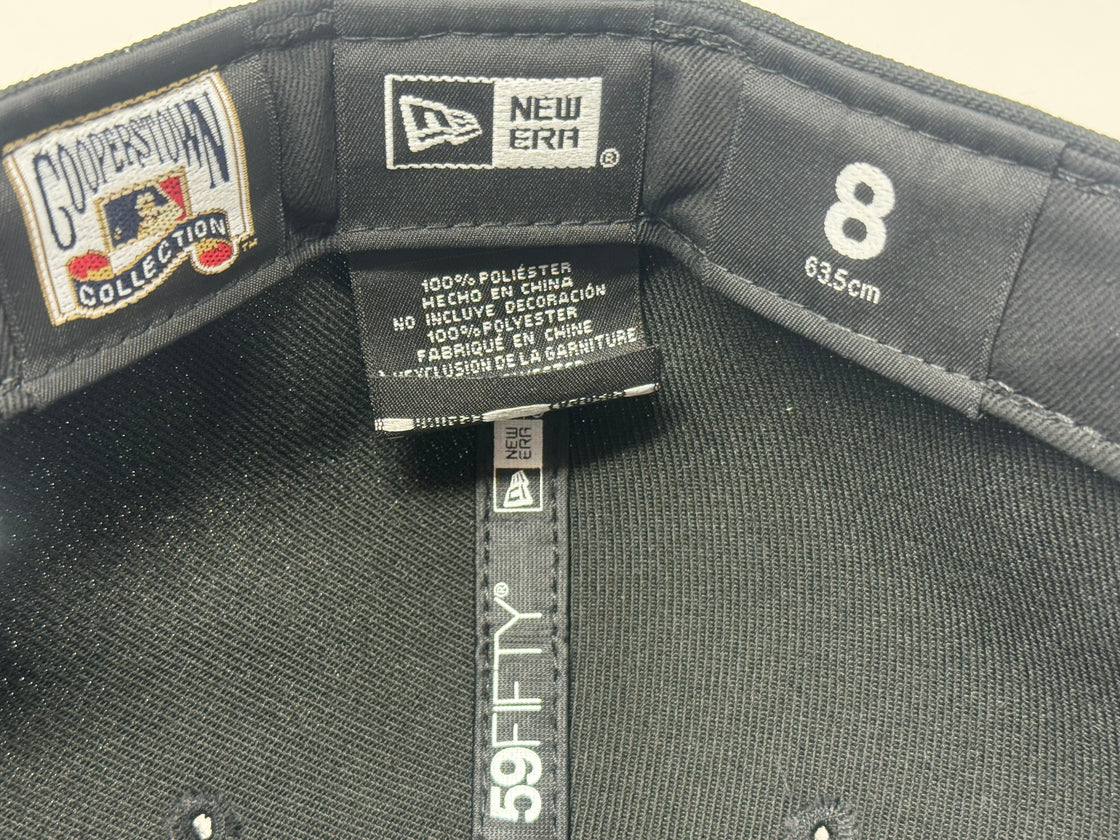 COOPERSTOWN
COLLECTION
TM
NEW
ERA
®
8
63.5cm
100% POLIÉSTER
HECHO EN CHINA
NO INCLUYE DECORACIÓN
100% POLYESTER
FABRIQUÉ EN CHINE
EXCLUSION DE LA GARNITURE
NEW
ERA
59FIFTY®